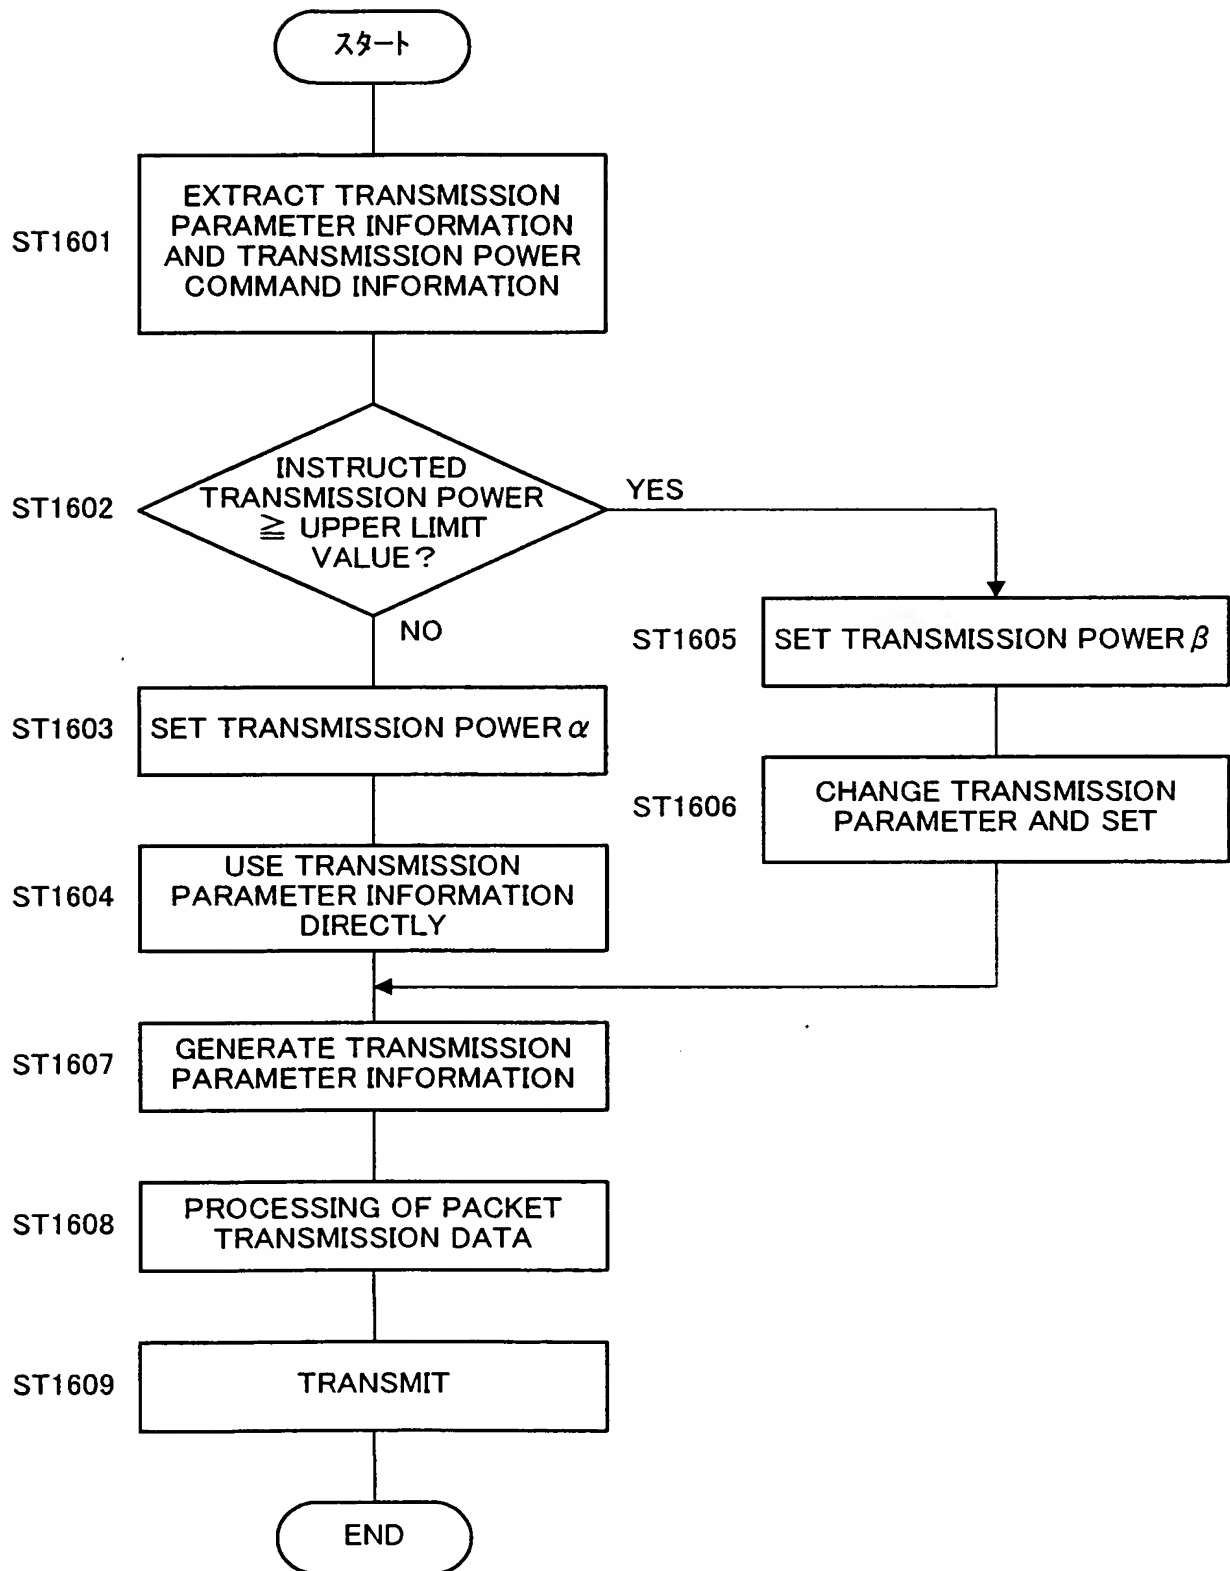 スタート
ST1601
EXTRACT TRANSMISSION
PARAMETER INFORMATION
AND TRANSMISSION POWER
COMMAND INFORMATION
ST1602
INSTRUCTED
TRANSMISSION POWER
≧ UPPER LIMIT
VALUE?
YES
NO
ST1605
SET TRANSMISSION POWER β
ST1603
SET TRANSMISSION POWER α
ST1606
CHANGE TRANSMISSION
PARAMETER AND SET
ST1604
USE TRANSMISSION
PARAMETER INFORMATION
DIRECTLY
ST1607
GENERATE TRANSMISSION
PARAMETER INFORMATION
ST1608
PROCESSING OF PACKET
TRANSMISSION DATA
ST1609
TRANSMIT
END